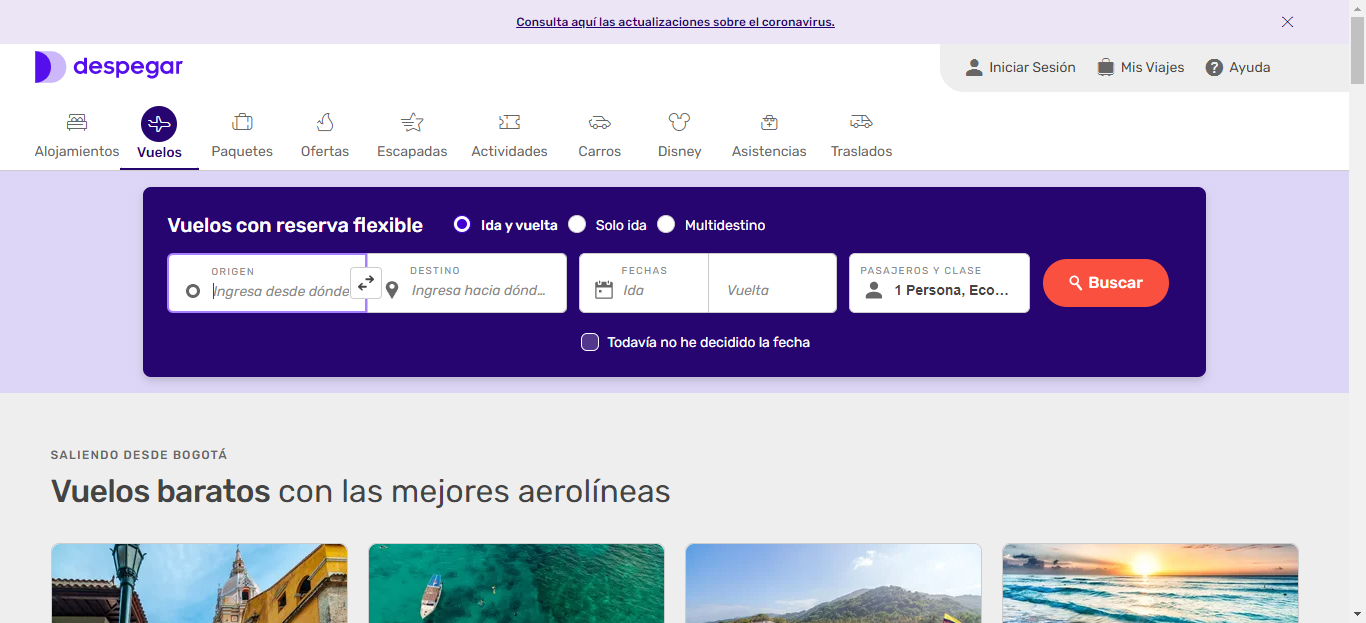 Consulta aquí las actualizaciones sobre el coronavirus.
despegar
Iniciar Sesión
Mis Viajes
Ayuda
Alojamientos
Vuelos
Paquetes
Ofertas
Escapadas
Actividades
Carros
Disney
Asistencias
Traslados
Vuelos con reserva flexible
Ida y vuelta
Solo ida
Multidestino
ORIGEN
Ingresa desde dónde
DESTINO
Ingresa hacia dónd...
FECHAS
Ida
Vuelta
PASAJEROS Y CLASE
1 Persona, Eco...
Buscar
Todavía no he decidido la fecha
SALIENDO DESDE BOGOTÁ
Vuelos baratos con las mejores aerolíneas